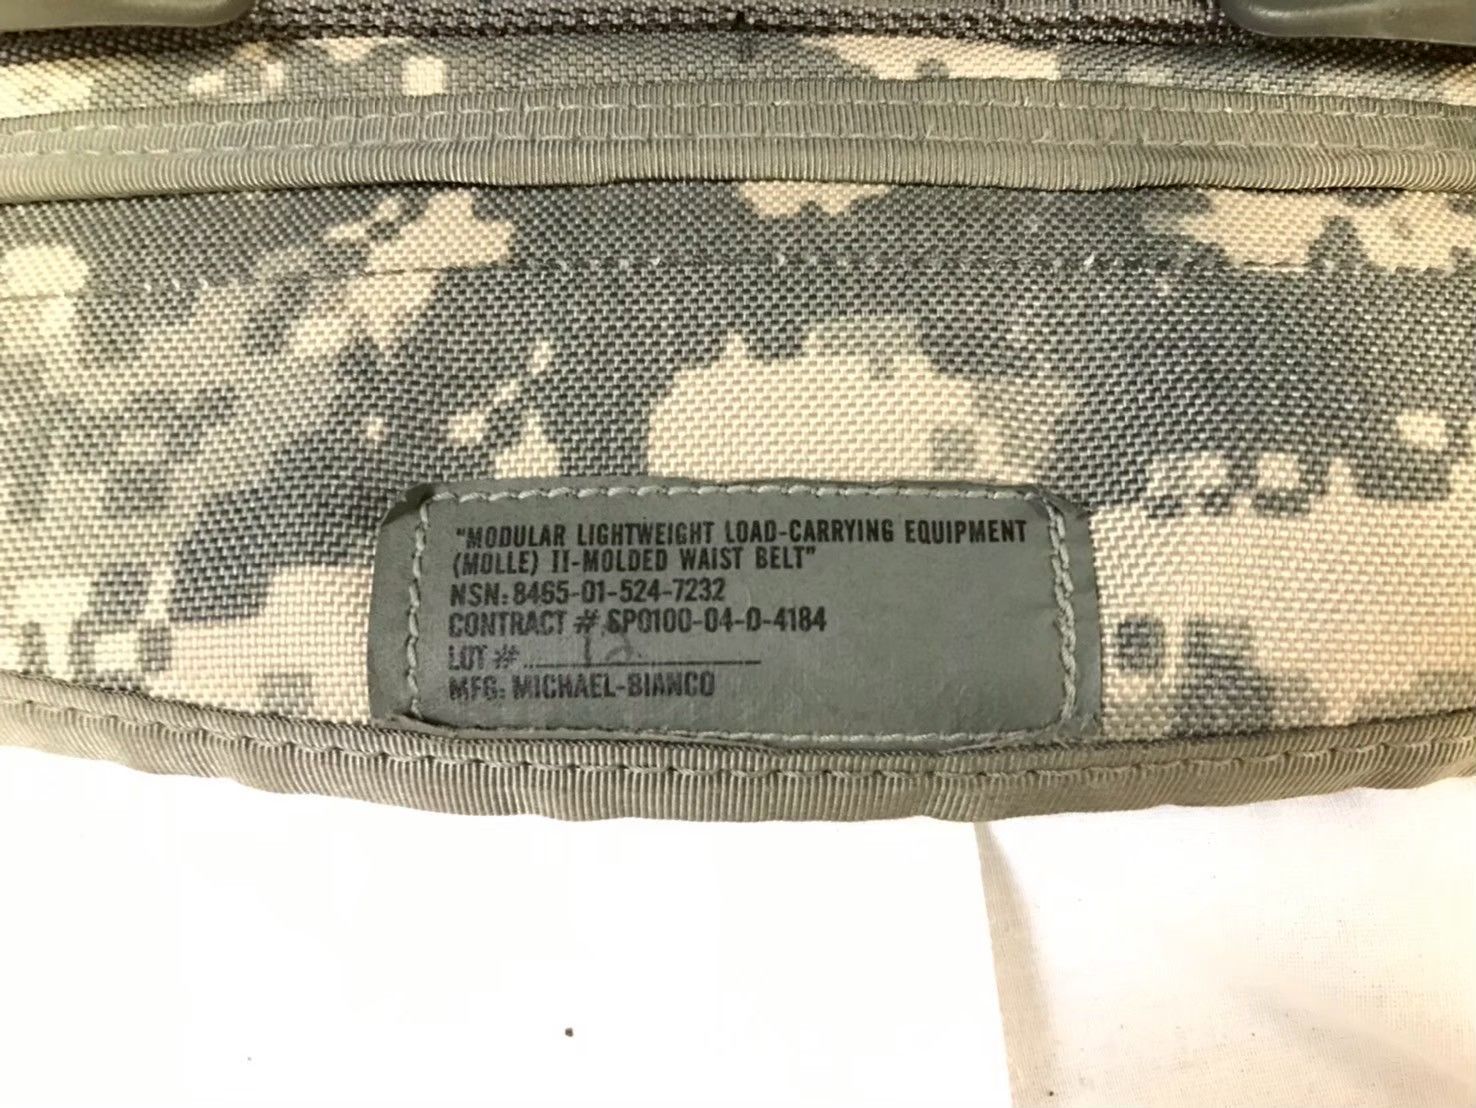 "MODULAR LIGHTWEIGHT LOAD-CARRYING EQUIPMENT
(MOLLE) II-MOLDED WAIST BELT"
NSN: 8465-01-524-7232
CONTRACT # SP0100-04-D-4184
LOT # 12
MFG: MICHAEL-BIANCO